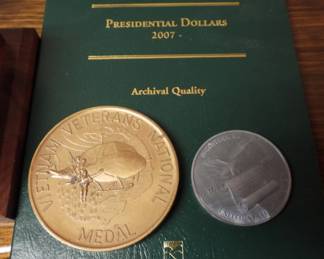 PRESIDENTIAL DOLLARS
2007 -
Archival Quality
VIETNAM VETERANS NATIONAL
MEDAL